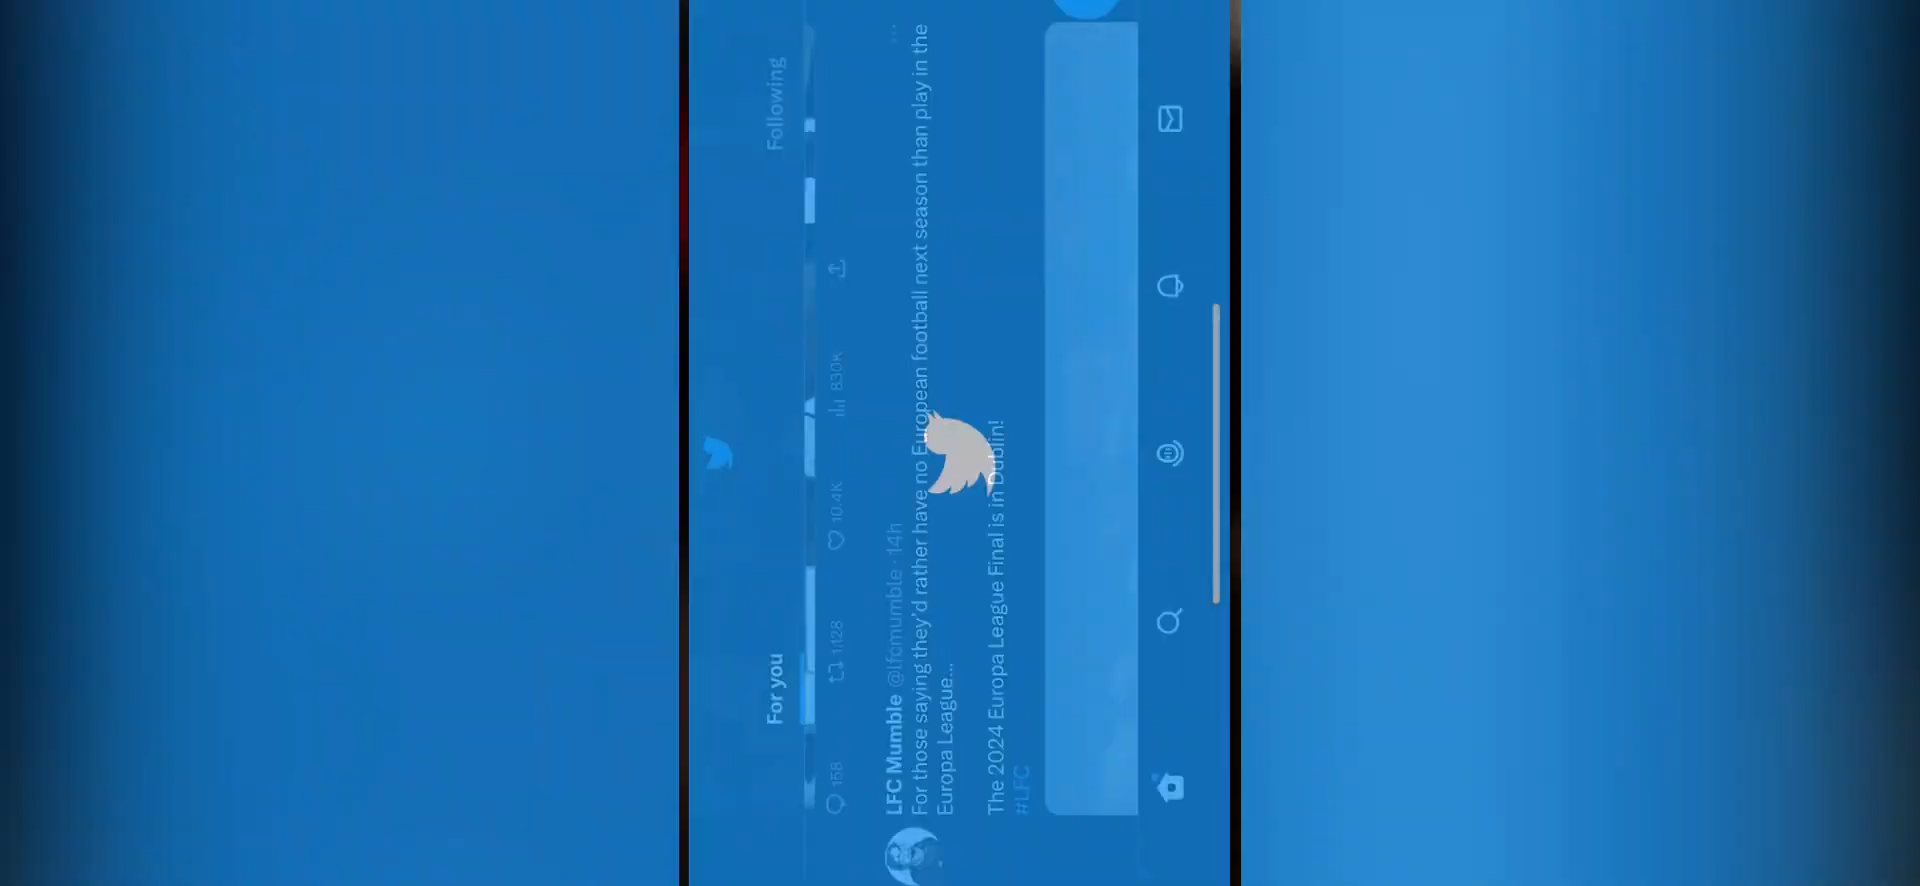 For you
Following
158
1,128
10.4K
830K
LFC Mumble @lfcmumble · 14h
For those saying they'd rather have no European football next season than play in the
Europa League...
The 2024 Europa League Final is in Dublin!
#LFC